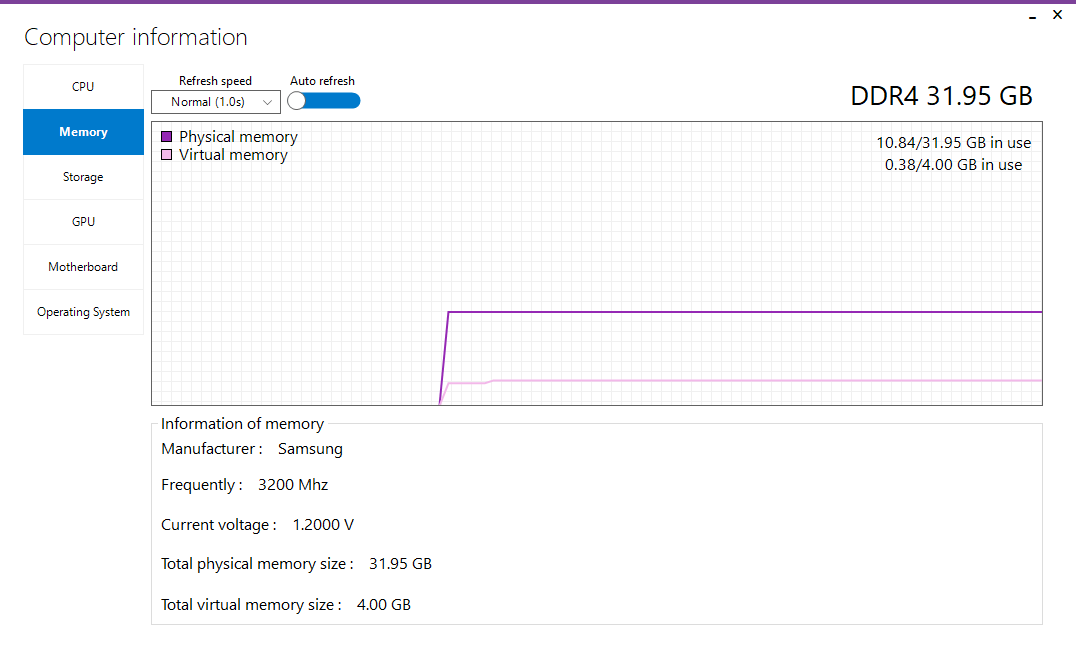 Computer information
CPU
Memory
Storage
GPU
Motherboard
Operating System
Refresh speed
Normal (1.0s)
Auto refresh
DDR4 31.95 GB
Physical memory
Virtual memory
10.84/31.95 GB in use
0.38/4.00 GB in use
Information of memory
Manufacturer : Samsung
Frequently : 3200 Mhz
Current voltage : 1.2000 V
Total physical memory size : 31.95 GB
Total virtual memory size : 4.00 GB